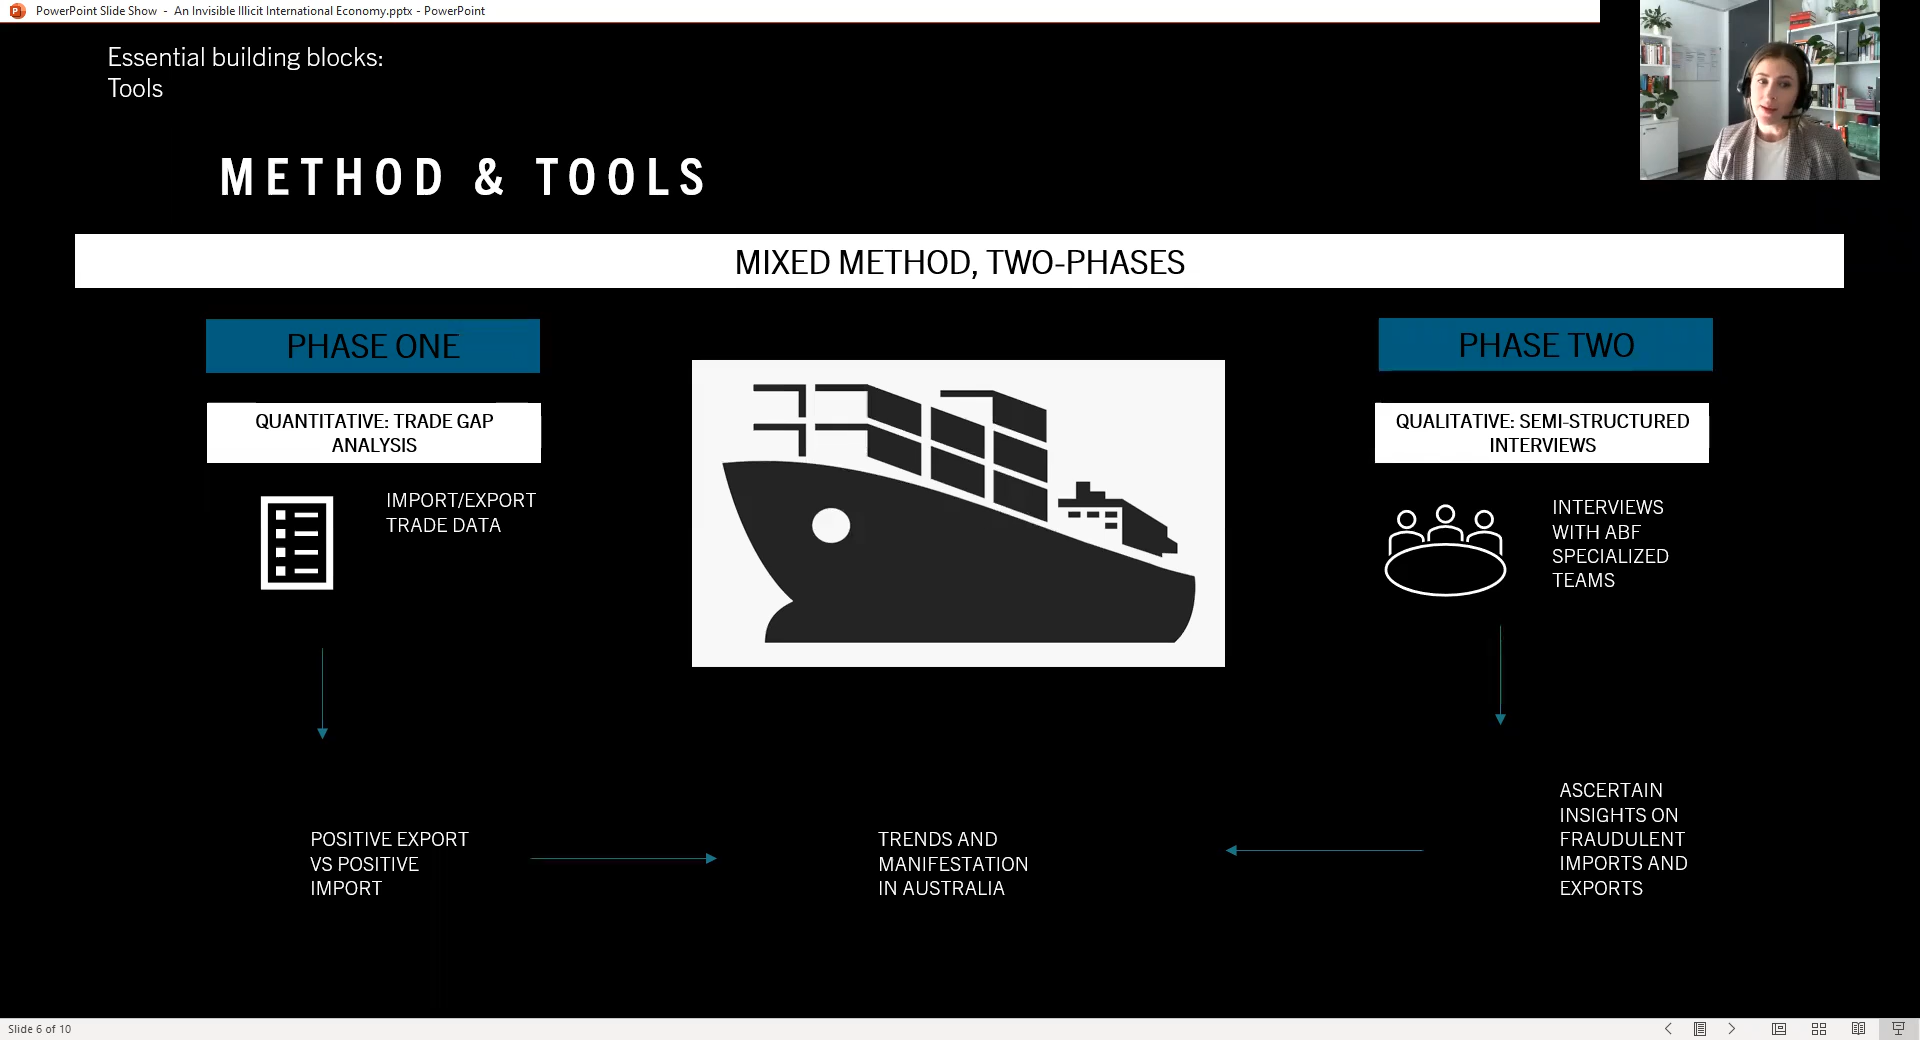 PowerPoint Slide Show - An Invisible Illicit International Economy.pptx - PowerPoint
Essential building blocks:
Tools
METHOD & TOOLS
MIXED METHOD, TWO-PHASES
PHASE ONE
QUANTITATIVE: TRADE GAP
ANALYSIS
IMPORT/EXPORT
TRADE DATA
POSITIVE EXPORT
VS POSITIVE
IMPORT
TRENDS AND
MANIFESTATION
IN AUSTRALIA
PHASE TWO
QUALITATIVE: SEMI-STRUCTURED
INTERVIEWS
INTERVIEWS
WITH ABF
SPECIALIZED
TEAMS
ASCERTAIN
INSIGHTS ON
FRAUDULENT
IMPORTS AND
EXPORTS
Slide 6 of 10